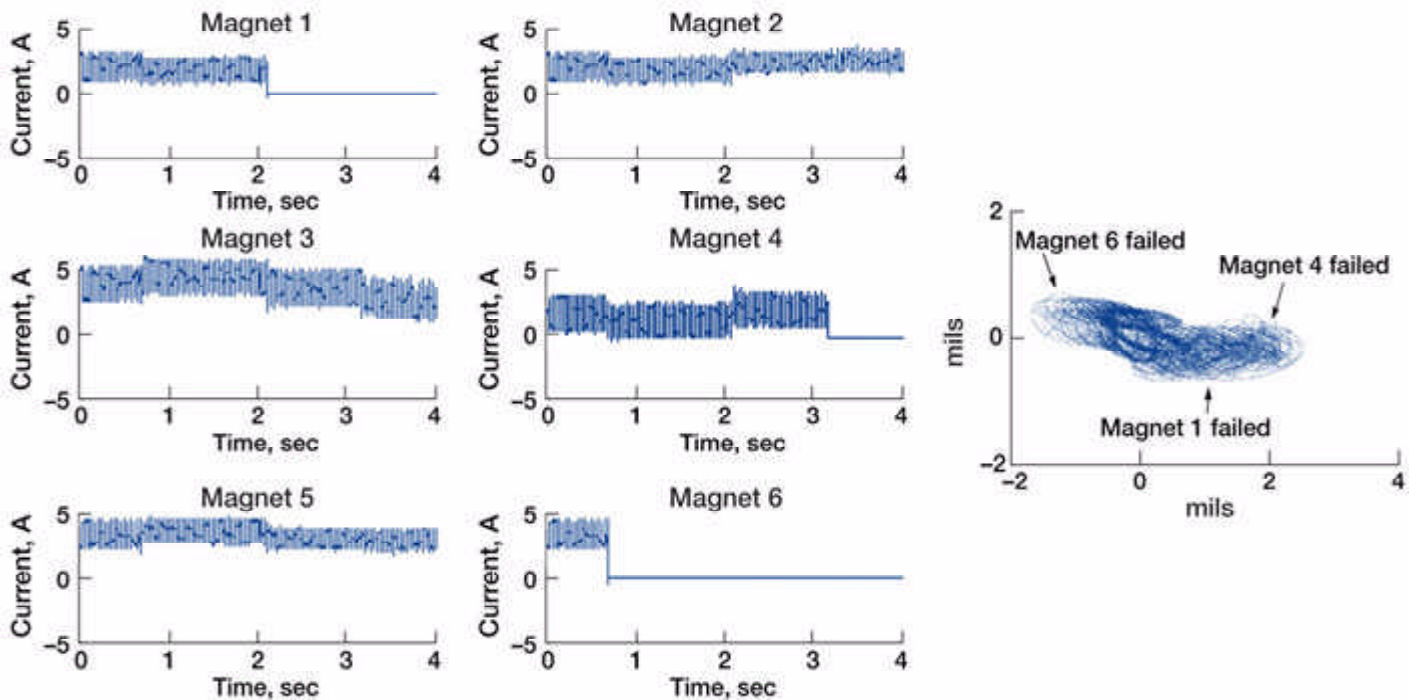 Magnet 1
Current, A
5
0
–5
0 1 2 3 4
Time, sec
Magnet 2
Current, A
5
0
–5
0 1 2 3 4
Time, sec
Magnet 3
Current, A
5
0
–5
0 1 2 3 4
Time, sec
Magnet 4
Current, A
5
0
–5
0 1 2 3 4
Time, sec
Magnet 5
Current, A
5
0
–5
0 1 2 3 4
Time, sec
Magnet 6
Current, A
5
0
–5
0 1 2 3 4
Time, sec
2
Magnet 6 failed
Magnet 4 failed
mils
0
Magnet 1 failed
–2
–2 0 2 4
mils